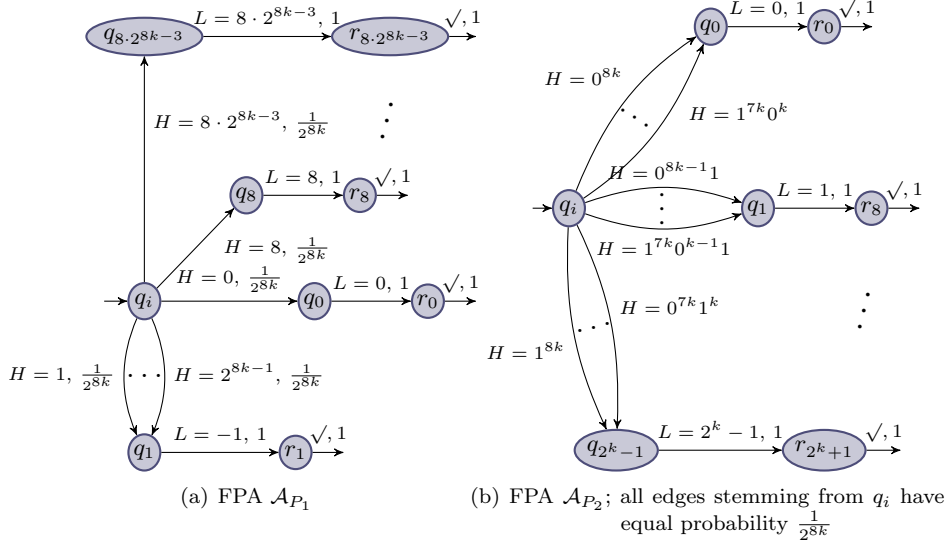 q_{8·2^{8k−3}} L = 8 · 2^{8k−3}, 1 r_{8·2^{8k−3}} √, 1
H = 8 · 2^{8k−3}, 1/2^{8k}
q_8 L = 8, 1 r_8 √, 1
H = 8, 1/2^{8k}
H = 0, 1/2^{8k}
q_i q_0 L = 0, 1 r_0 √, 1
H = 1, 1/2^{8k} · · · H = 2^{8k−1}, 1/2^{8k}
q_1 L = −1, 1 r_1 √, 1
(a) FPA 𝒜_{P_1}
q_0 L = 0, 1 r_0 √, 1
H = 0^{8k}
H = 1^{7k}0^k
H = 0^{8k−1}1
q_i q_1 L = 1, 1 r_8 √, 1
H = 1^{7k}0^{k−1}1
H = 0^{7k}1^k
H = 1^{8k}
q_{2^k−1} L = 2^k − 1, 1 r_{2^k+1} √, 1
(b) FPA 𝒜_{P_2}; all edges stemming from q_i have
equal probability 1/2^{8k}